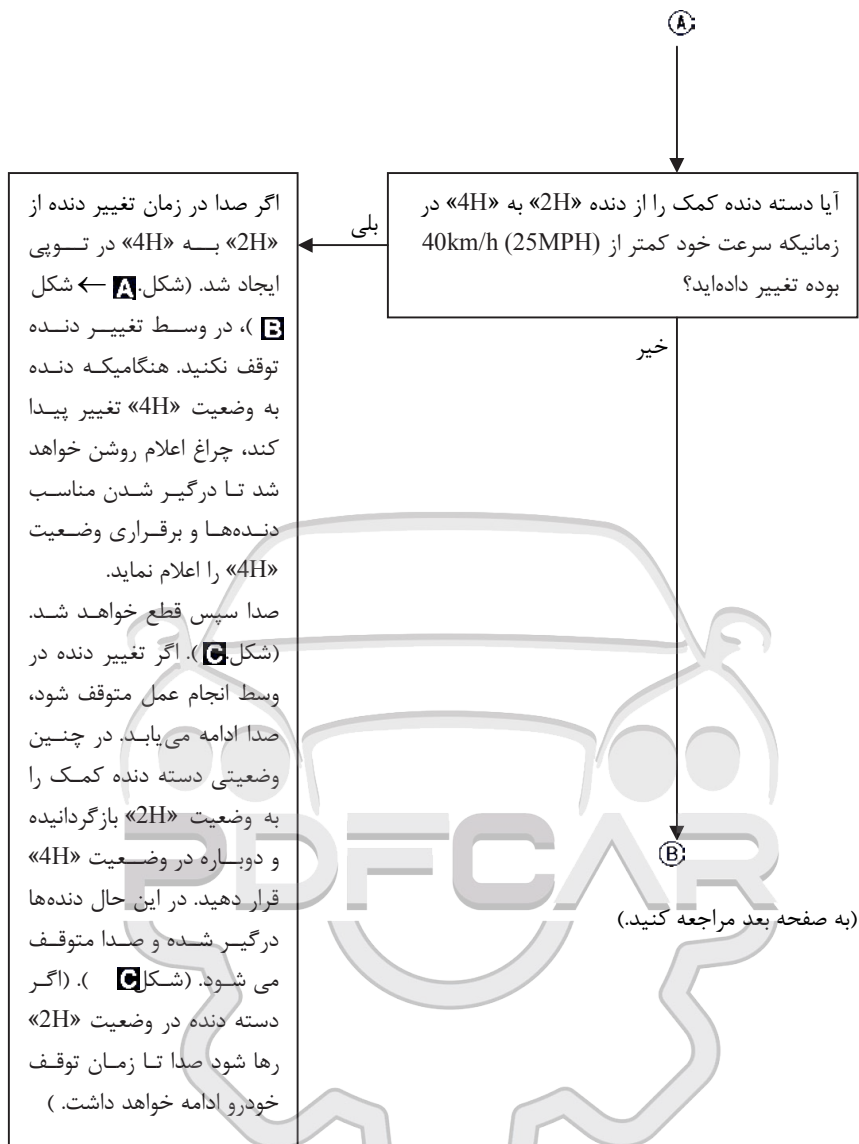 Ⓐ
آیا دسته دنده کمک را از دنده «2H» به «4H» در
زمانیکه سرعت خود کمتر از 40km/h (25MPH)
بوده تغییر داده‌اید؟
بلی
اگر صدا در زمان تغییر دنده از
«2H» به «4H» در توپی
ایجاد شد. (شکل.A ← شکل
B )، در وسط تغییر دنده
توقف نکنید. هنگامیکه دنده
به وضعیت «4H» تغییر پیدا
کند، چراغ اعلام روشن خواهد
شد تا درگیر شدن مناسب
دنده‌ها و برقراری وضعیت
«4H» را اعلام نماید.
صدا سپس قطع خواهد شد.
(شکل.C ). اگر تغییر دنده در
وسط انجام عمل متوقف شود،
صدا ادامه می‌یابد. در چنین
وضعیتی دسته دنده کمک را
به وضعیت «2H» بازگردانیده
و دوباره در وضعیت «4H»
قرار دهید. در این حال دنده‌ها
درگیر شده و صدا متوقف
می شود. (شکلC ). (اگر
دسته دنده در وضعیت «2H»
رها شود صدا تا زمان توقف
خودرو ادامه خواهد داشت. )
خیر
Ⓑ
(به صفحه بعد مراجعه کنید.)
PDFCAR